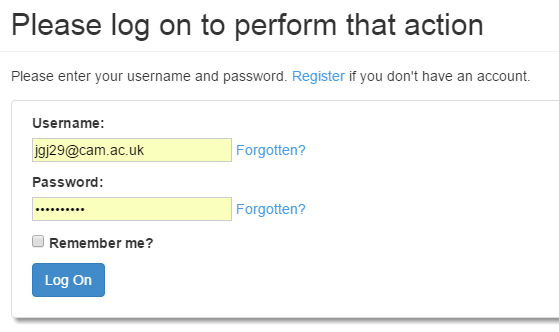 Please log on to perform that action
Please enter your username and password. Register if you don't have an account.
Username:
jgj29@cam.ac.uk Forgotten?
Password:
•••••••••• Forgotten?
Remember me?
Log On